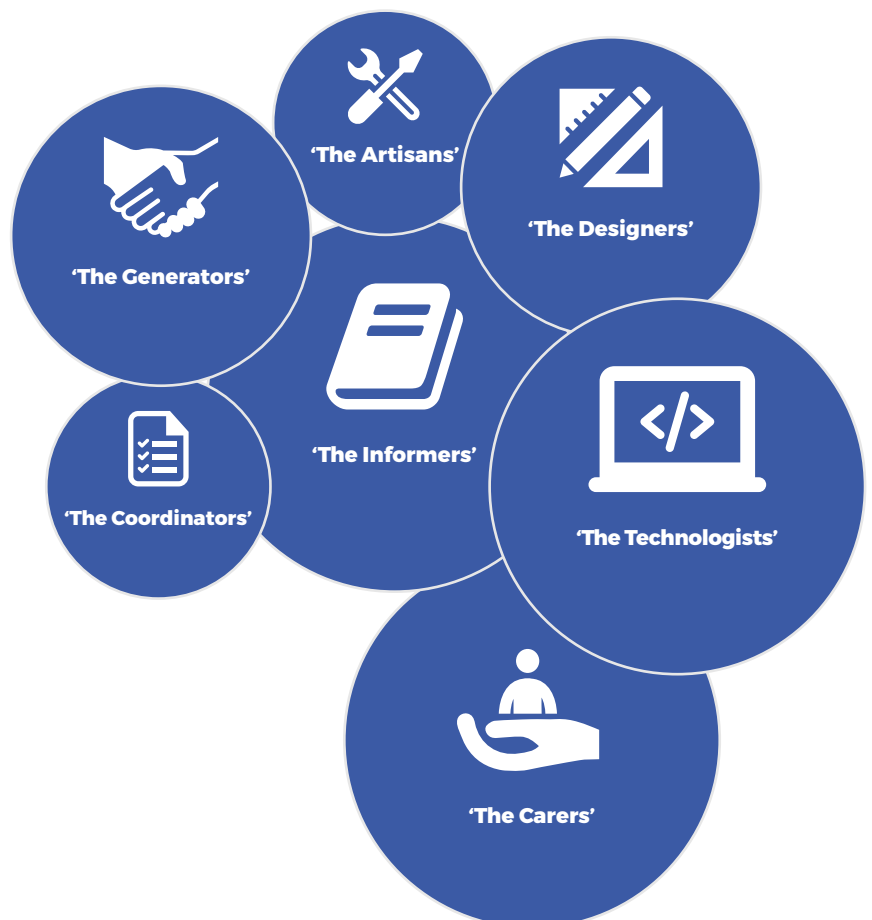 ‘The Artisans’
‘The Designers’
‘The Generators’
‘The Informers’
‘The Coordinators’
‘The Technologists’
‘The Carers’